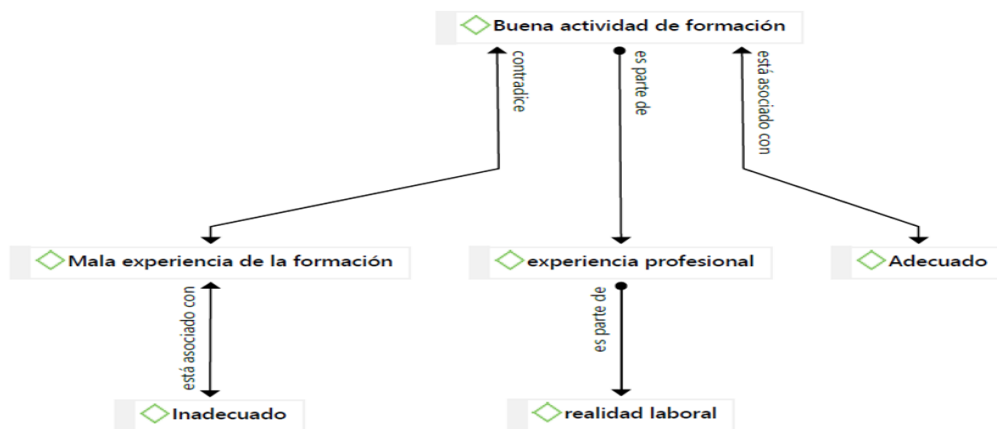 Buena actividad de formación
contradice
es parte de
está asociado con
Mala experiencia de la formación
experiencia profesional
Adecuado
está asociado con
es parte de
Inadecuado
realidad laboral